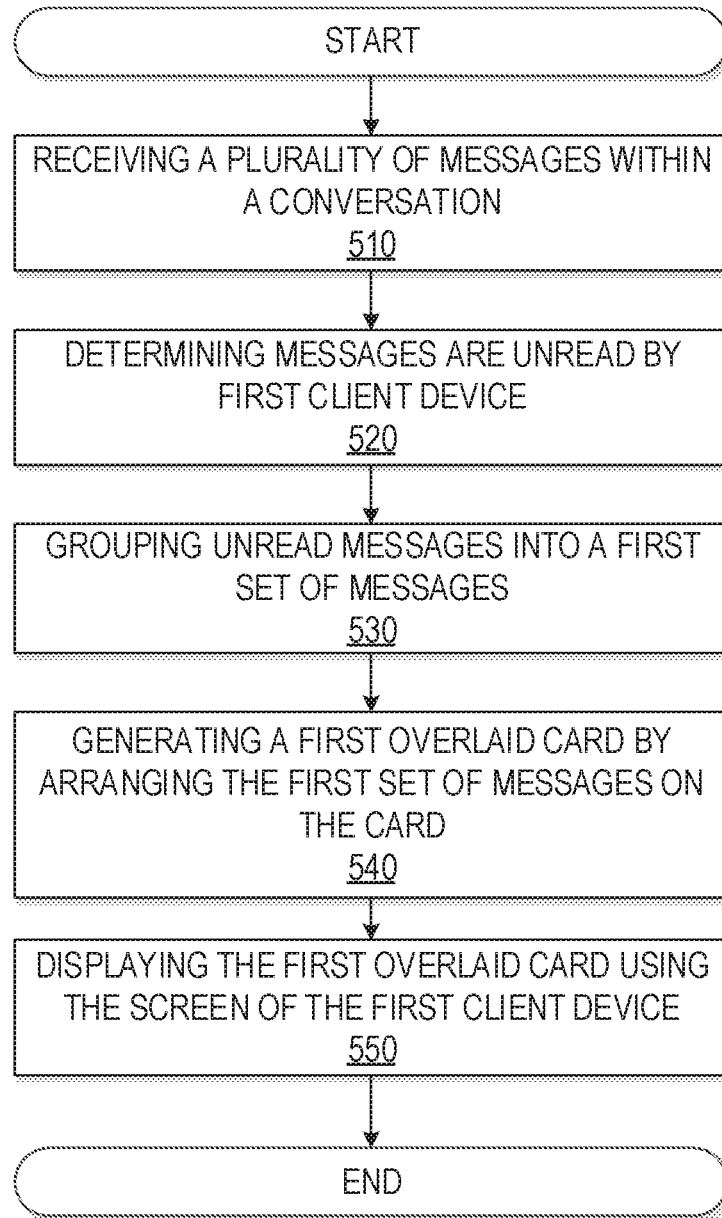 START
RECEIVING A PLURALITY OF MESSAGES WITHIN
A CONVERSATION
510
DETERMINING MESSAGES ARE UNREAD BY
FIRST CLIENT DEVICE
520
GROUPING UNREAD MESSAGES INTO A FIRST
SET OF MESSAGES
530
GENERATING A FIRST OVERLAID CARD BY
ARRANGING THE FIRST SET OF MESSAGES ON
THE CARD
540
DISPLAYING THE FIRST OVERLAID CARD USING
THE SCREEN OF THE FIRST CLIENT DEVICE
550
END